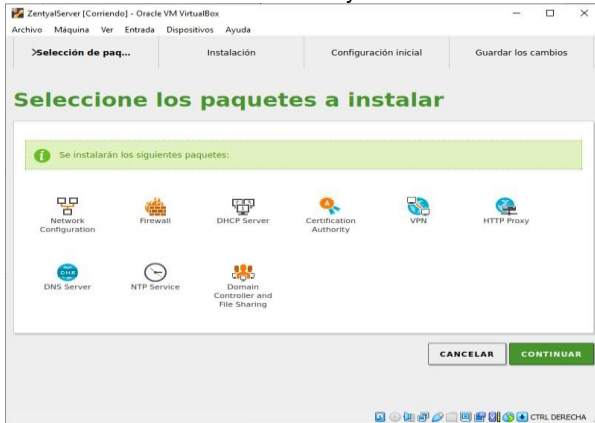 ZentyalServer [Corriendo] - Oracle VM VirtualBox
Archivo Máquina Ver Entrada Dispositivos Ayuda
>Selección de paq... Instalación Configuración inicial Guardar los cambios
Seleccione los paquetes a instalar
Se instalarán los siguientes paquetes:
Network Configuration
Firewall
DHCP Server
Certification Authority
VPN
HTTP Proxy
DNS
DNS Server
NTP Service
Domain Controller and File Sharing
CANCELAR CONTINUAR
CTRL DERECHA